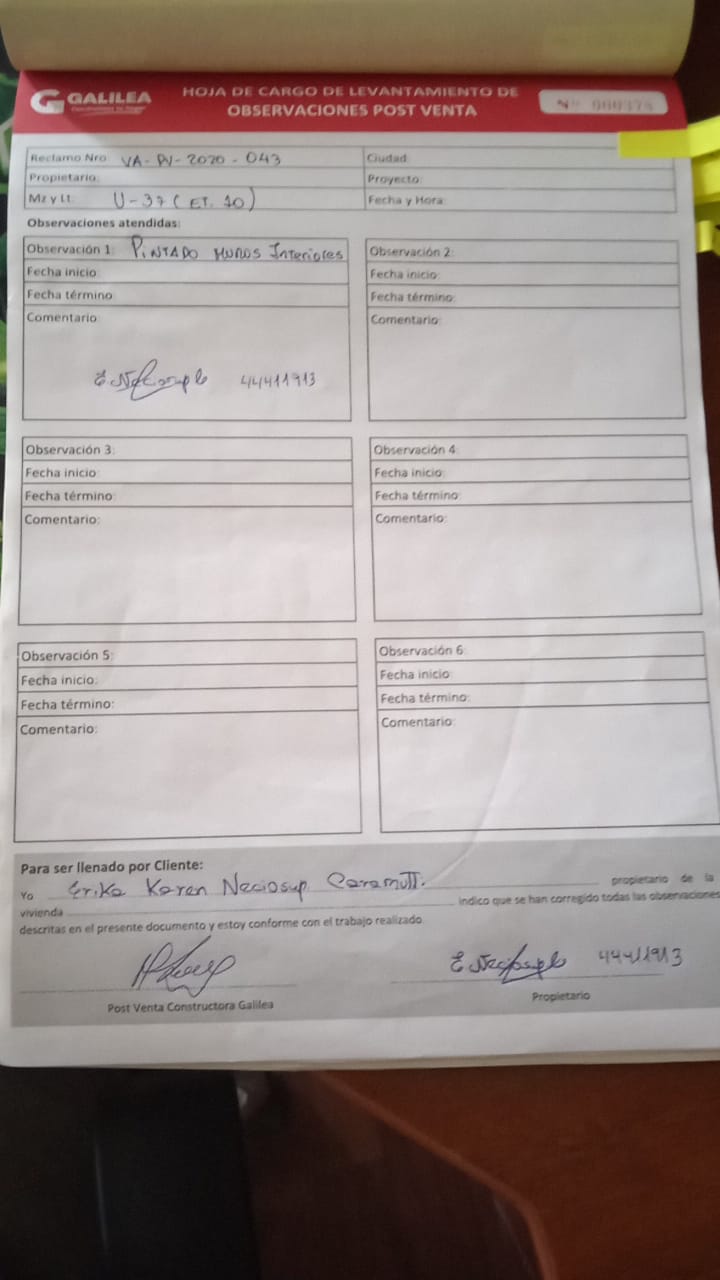 GALILEA
HOJA DE CARGO DE LEVANTAMIENTO DE
OBSERVACIONES POST VENTA
Nº
Reclamo Nro: VA-PV-2020-043
Ciudad:
Propietario:
Proyecto:
Mz y Lt: U-37 (ET. 10)
Fecha y Hora:
Observaciones atendidas:
Observación 1: PINTADO MUROS Interiores
Fecha inicio:
Fecha término:
Comentario:
44411913
Observación 2:
Fecha inicio:
Fecha término:
Comentario:
Observación 3:
Fecha inicio:
Fecha término:
Comentario:
Observación 4:
Fecha inicio:
Fecha término:
Comentario:
Observación 5:
Fecha inicio:
Fecha término:
Comentario:
Observación 6:
Fecha inicio:
Fecha término:
Comentario:
Para ser llenado por Cliente:
Yo Erika Karen Neciosup propietario de la
vivienda indico que se han corregido todas las observaciones
descritas en el presente documento y estoy conforme con el trabajo realizado.
44411913
Post Venta Constructora Galilea
Propietario